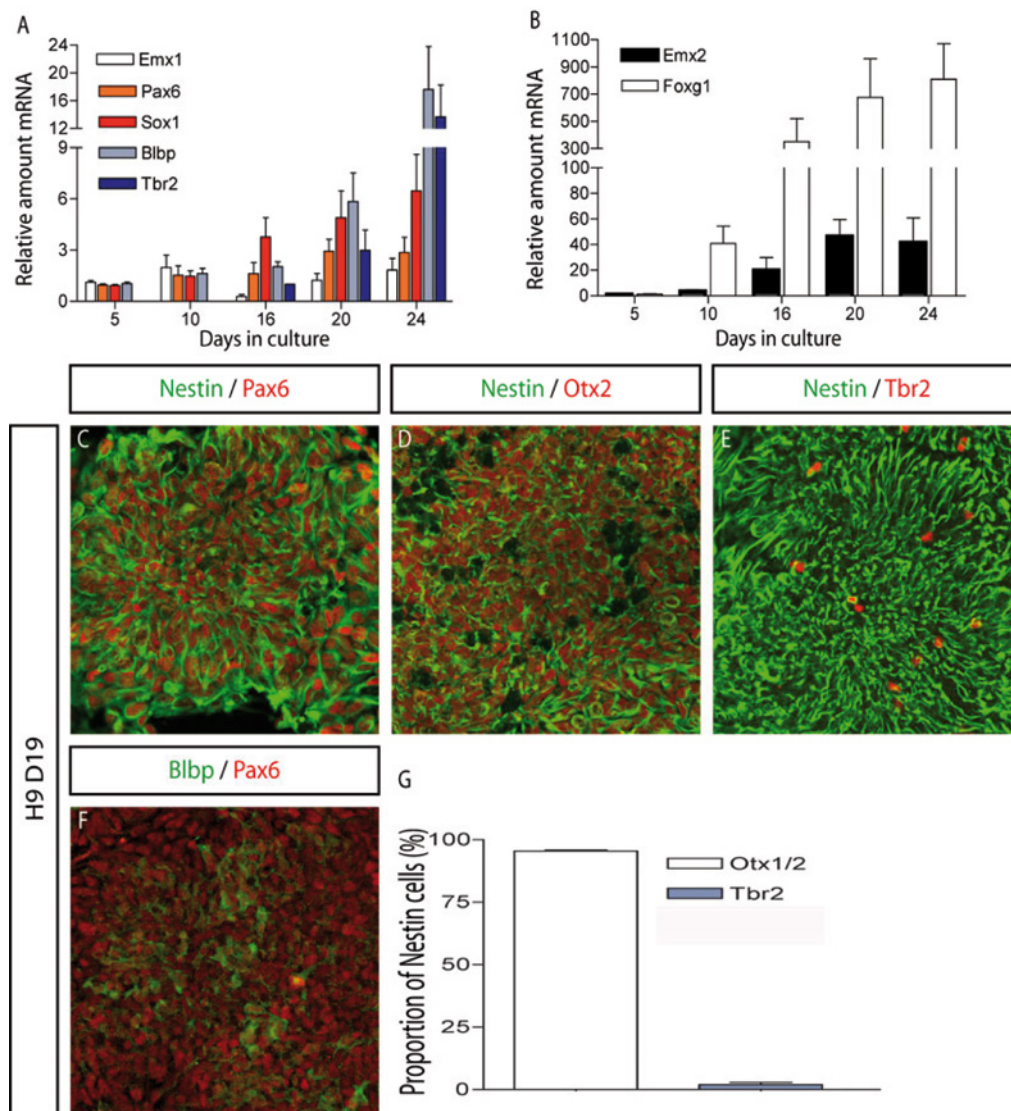 A
Relative amount mRNA
24
20
16
12
6
3
0
Emx1
Pax6
Sox1
Blbp
Tbr2
5 10 16 20 24
Days in culture
B
Relative amount mRNA
1100
900
700
500
300
100
80
60
40
20
0
Emx2
Foxg1
5 10 16 20 24
Days in culture
Nestin / Pax6
Nestin / Otx2
Nestin / Tbr2
H9 D19
C
D
E
Blbp / Pax6
F
G
Proportion of Nestin cells (%)
100
75
50
25
0
Otx1/2
Tbr2